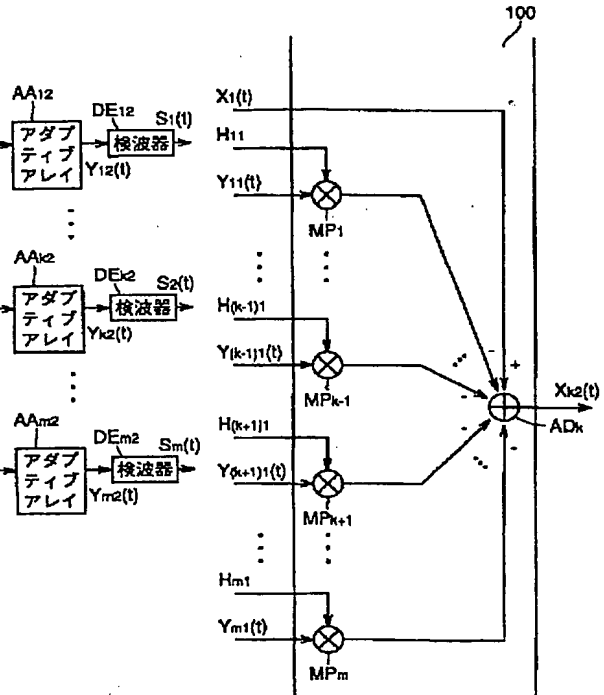 100
AA12
DE12
S1(t)
アダプ
ティブ
アレイ
検波器
Y12(t)
AAk2
DEk2
S2(t)
アダプ
ティブ
アレイ
検波器
Yk2(t)
AAm2
DEm2
Sm(t)
アダプ
ティブ
アレイ
検波器
Ym2(t)
X1(t)
H11
Y11(t)
MP1
H(k-1)1
Y(k-1)1(t)
MPk-1
H(k+1)1
Y(k+1)1(t)
MPk+1
Hm1
Ym1(t)
MPm
-
+
-
-
-
Xk2(t)
ADk